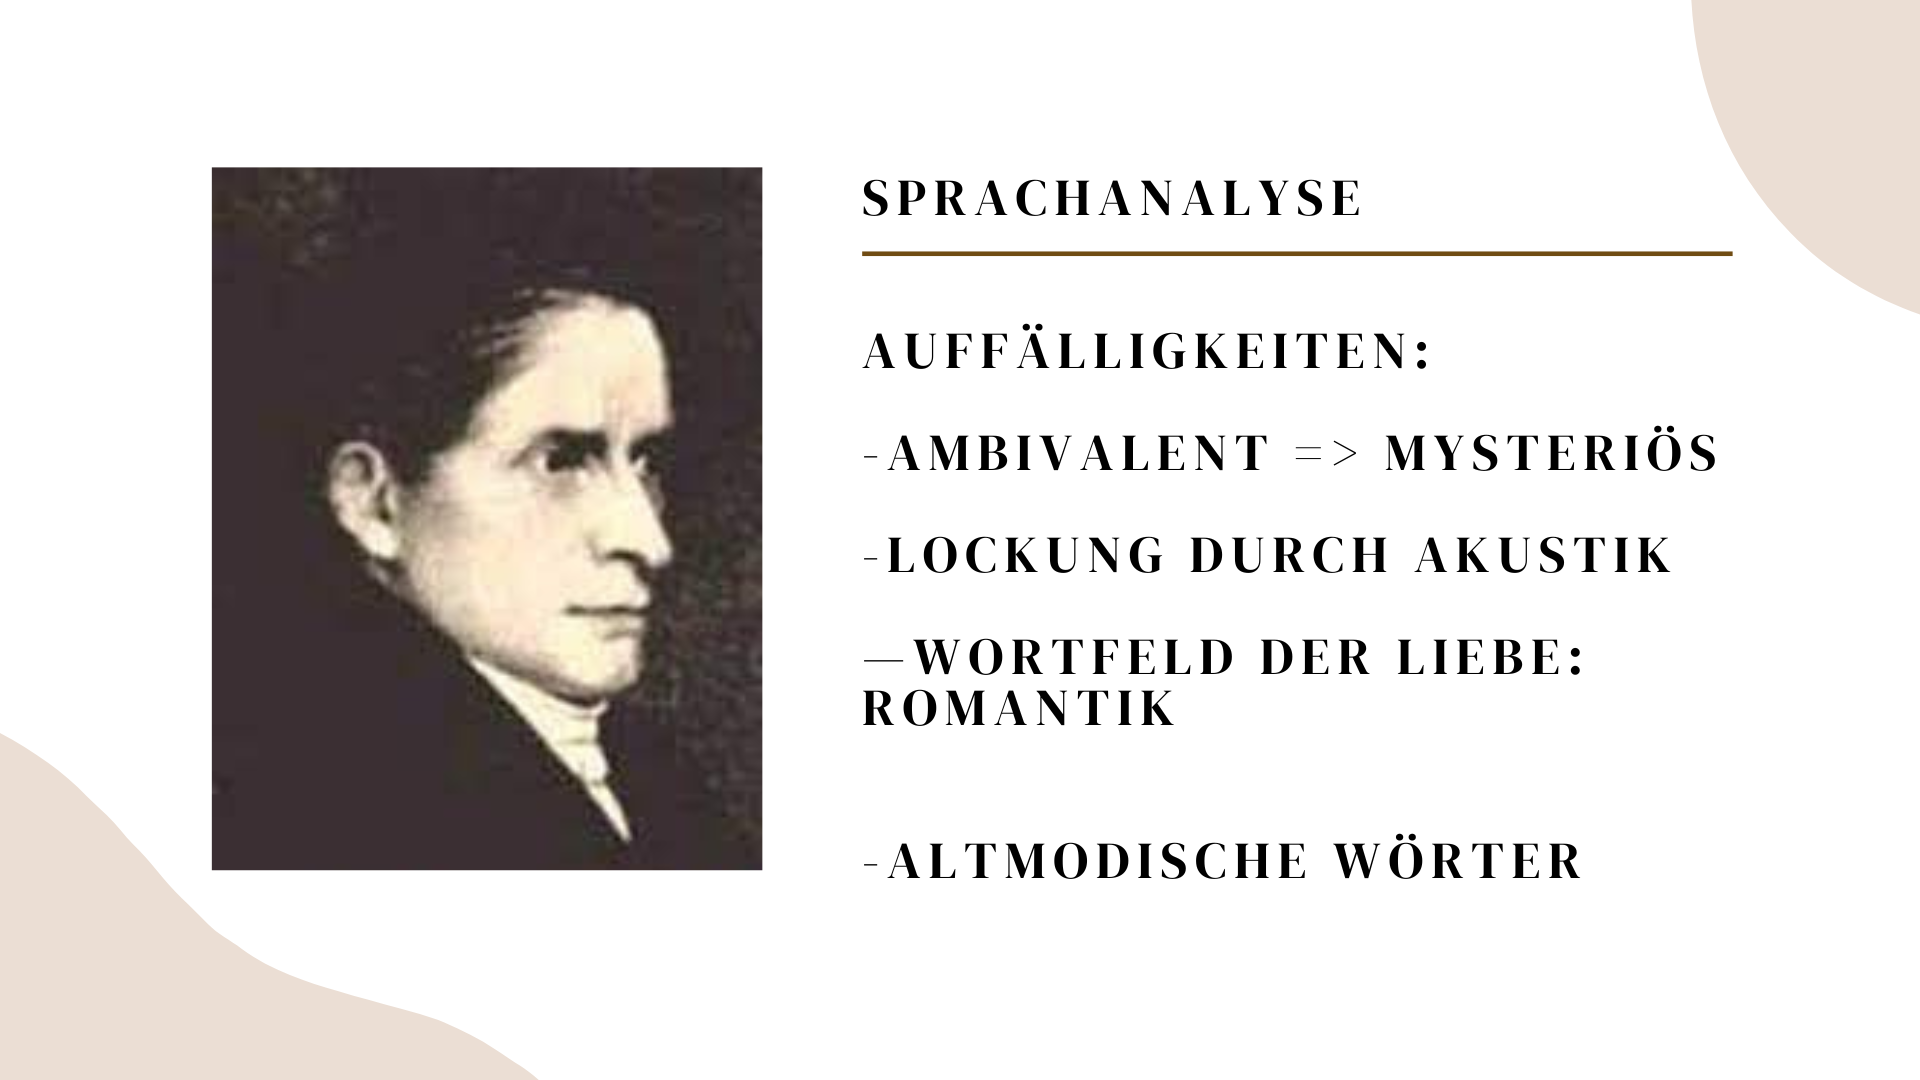 SPRACHANALYSE
AUFFÄLLIGKEITEN:
-AMBIVALENT => MYSTERIÖS
-LOCKUNG DURCH AKUSTIK
—WORTFELD DER LIEBE:
ROMANTIK
-ALTMODISCHE WÖRTER